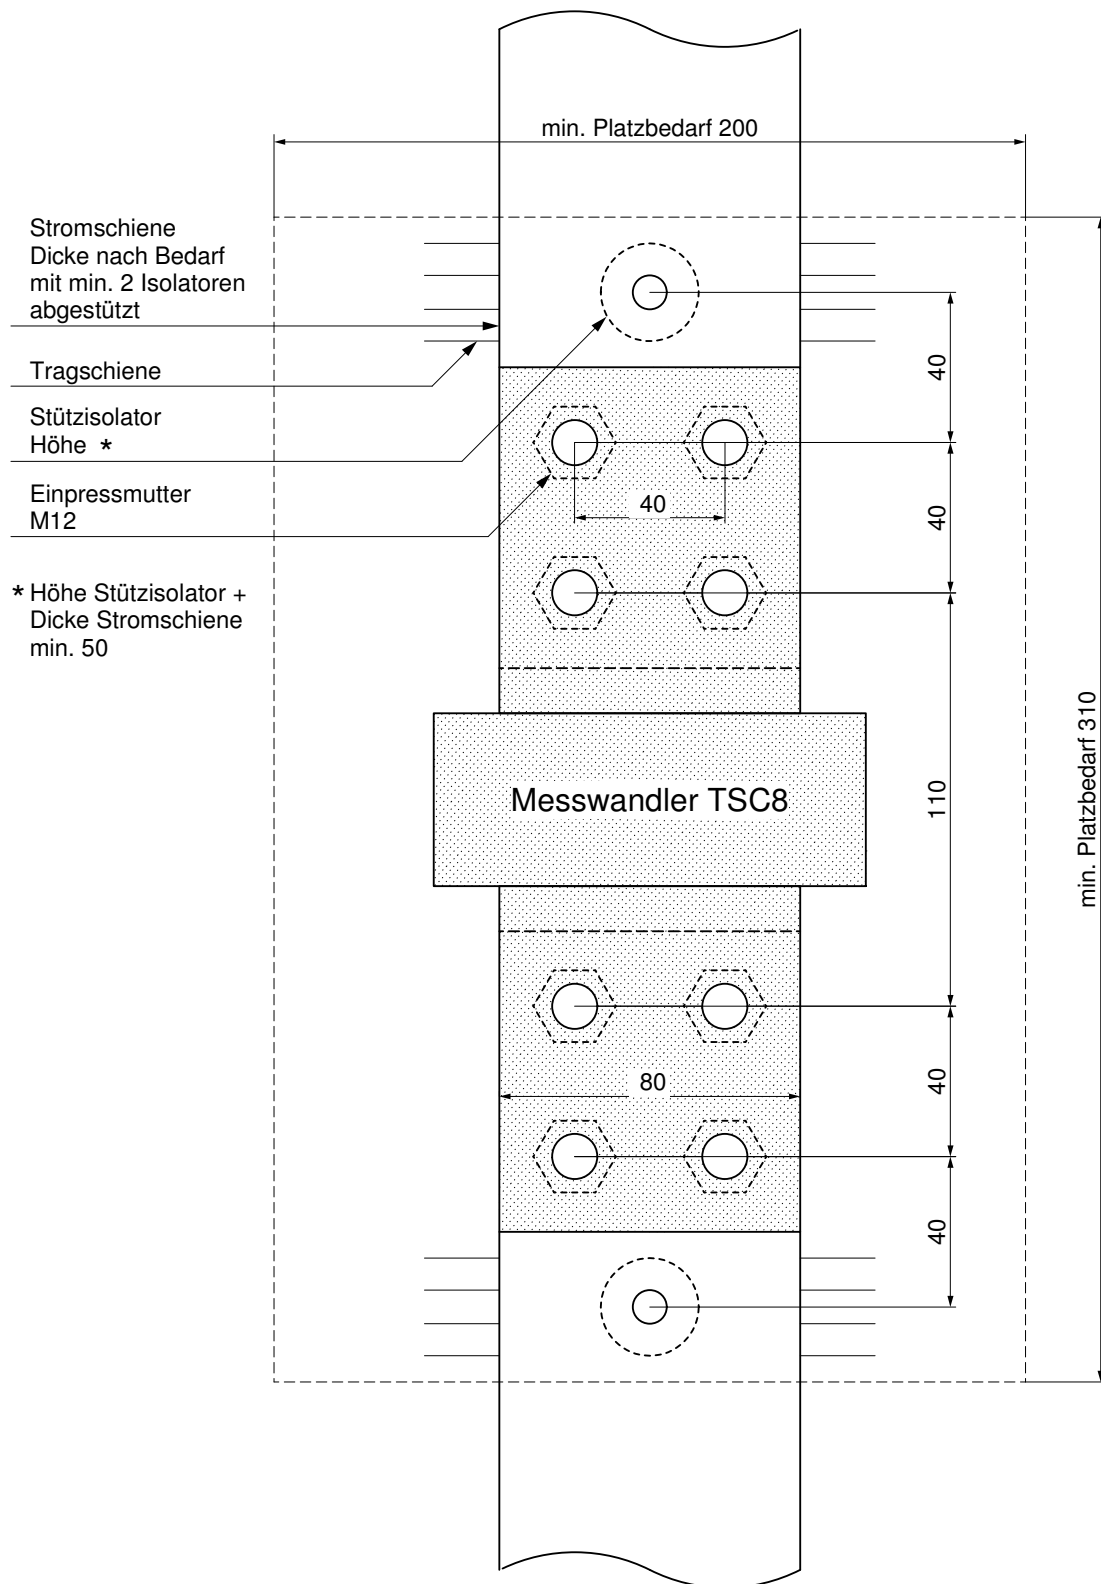 min. Platzbedarf 200
Stromschiene
Dicke nach Bedarf
mit min. 2 Isolatoren
abgestützt
Tragschiene
Stützisolator
Höhe *
Einpressmutter
M12
* Höhe Stützisolator +
Dicke Stromschiene
min. 50
40
40
40
Messwandler TSC8
110
min. Platzbedarf 310
80
40
40